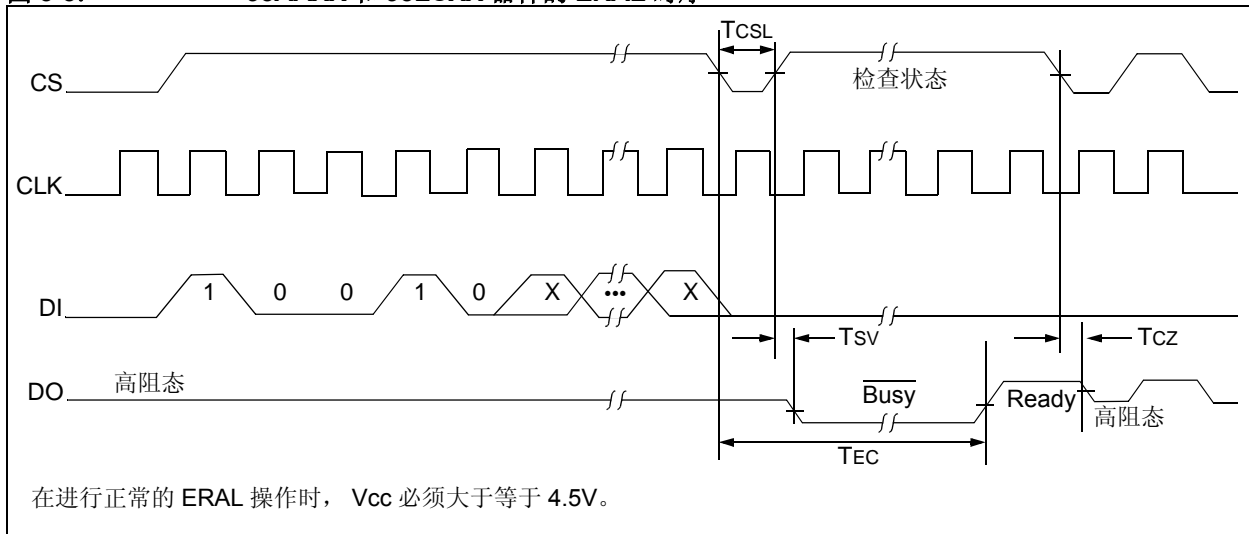 TCSL
CS
检查状态
CLK
DI
1 0 0 1 0 X ••• X
TSV
TCZ
DO
高阻态
Busy
Ready
高阻态
TEC
在进行正常的 ERAL 操作时， Vcc 必须大于等于 4.5V。